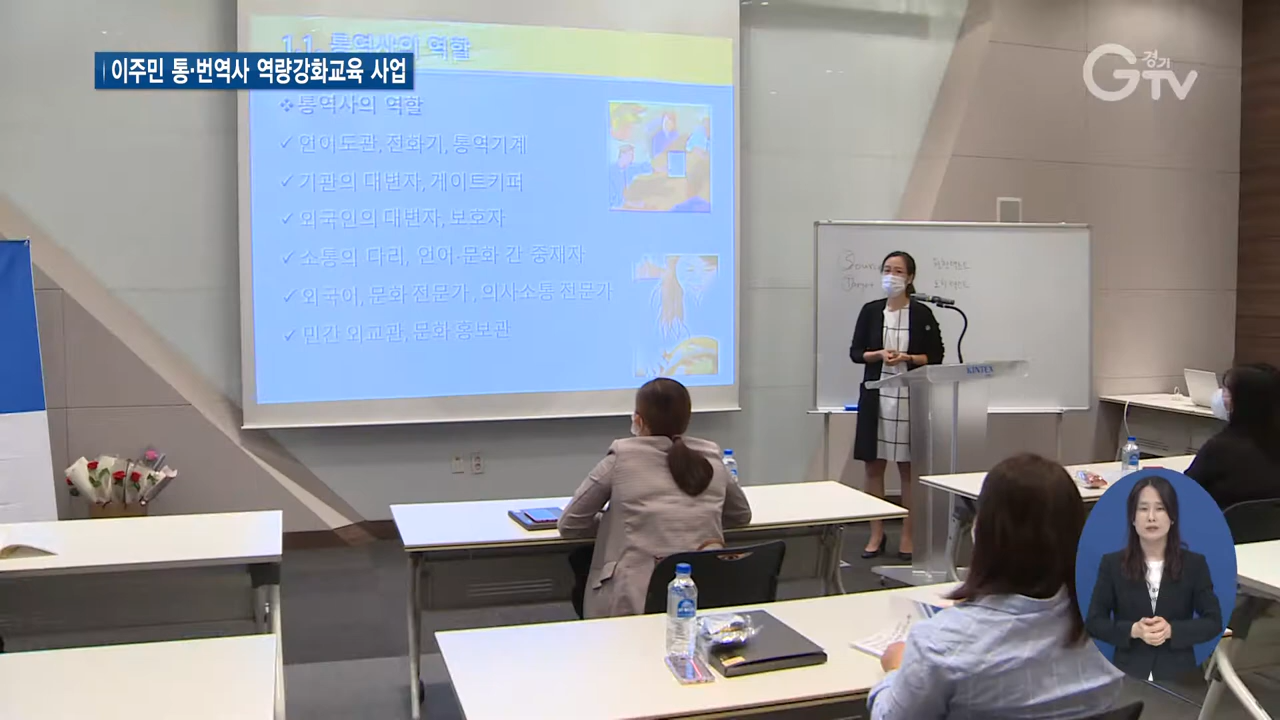 이주민 통·번역사 역량강화교육 사업
경기
GTV
1.1. 통역사의 역할
❖통역사의 역할
✓언어도관, 전화기, 통역기계
✓기관의 대변자, 게이트키퍼
✓외국인의 대변자, 보호자
✓소통의 다리, 언어·문화 간 중재자
✓외국어, 문화 전문가, 의사소통 전문가
✓민간 외교관, 문화 홍보관
KINTEX